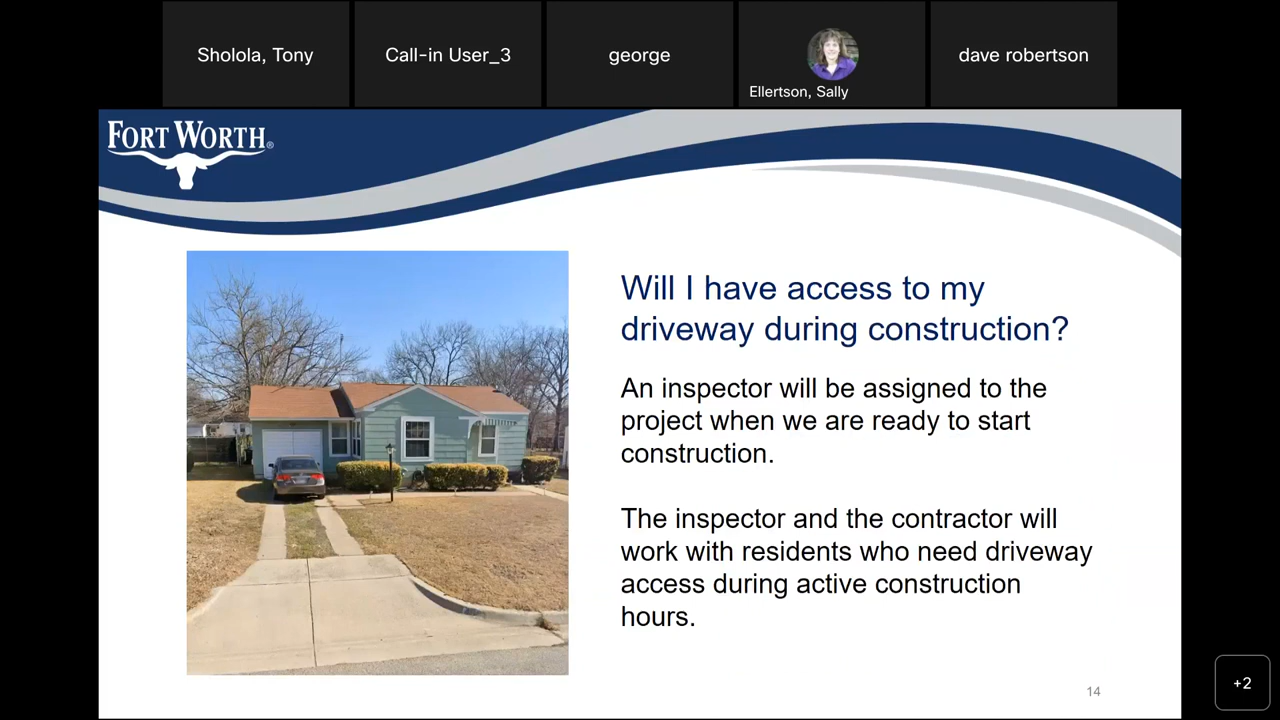 Sholola, Tony
Call-in User_3
george
Ellertson, Sally
dave robertson
FORT WORTH®
Will I have access to my
driveway during construction?
An inspector will be assigned to the
project when we are ready to start
construction.
The inspector and the contractor will
work with residents who need driveway
access during active construction
hours.
14
+2